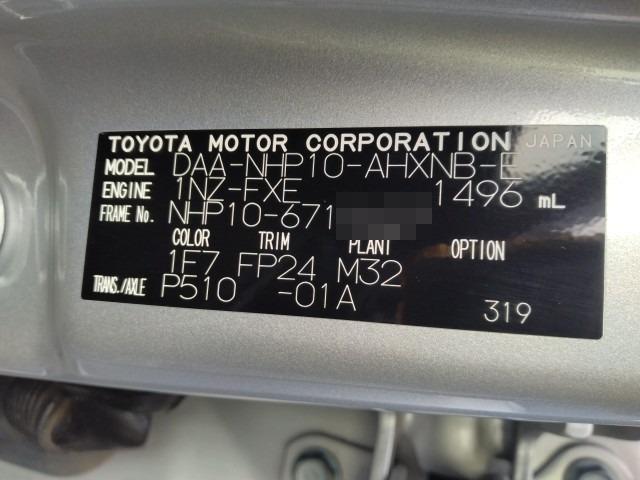 TOYOTA MOTOR CORPORATION JAPAN
MODEL DAA-NHP10-AHXNB-E
ENGINE 1NZ-FXE 1496 mL
FRAME No. NHP10-671
COLOR TRIM PLANT OPTION
1E7 FP24 M32
TRANS./AXLE P510 -01A
319